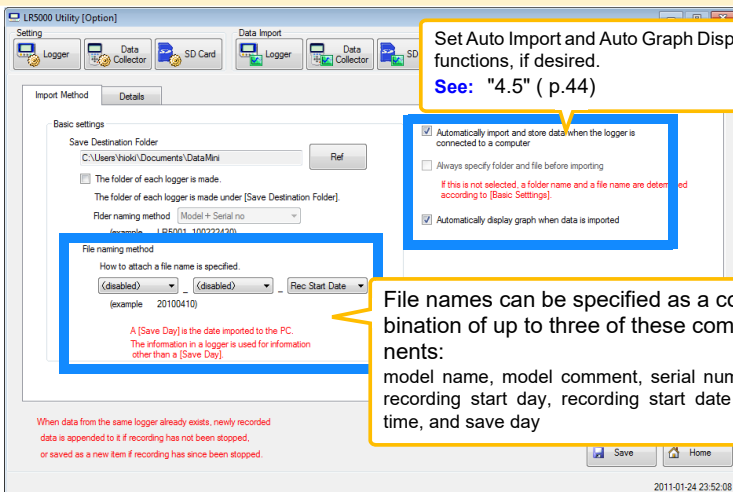 LR5000 Utility [Option]
Setting
Data Import
Logger
Data Collector
SD Card
Logger
Data Collector
Set Auto Import and Auto Graph
functions, if desired.
See: "4.5" ( p.44)
Import Method
Details
Basic settings
Save Destination Folder
C:\Users\hioki\Documents\DataMini
Ref
The folder of each logger is made.
The folder of each logger is made under [Save Destination Folder].
Flder naming method
Model + Serial no
(example LR5001_100222430)
File naming method
How to attach a file name is specified.
(disabled) _ (disabled) _ Rec Start Date
(example 20100410)
A [Save Day] is the date imported to the PC.
The information in a logger is used for information
other than a [Save Day].
Automatically import and store data when the logger is
connected to a computer
Always specify folder and file before importing
If this is not selected, a folder name and a file name are determined
according to [Basic Setttings].
Automatically display graph when data is imported
File names can be specified as a
bination of up to three of these
nents:
model name, model comment, serial
recording start day, recording start date
time, and save day
When data from the same logger already exists, newly recorded
data is appended to it if recording has not been stopped,
or saved as a new item if recording has since been stopped.
Save
Home
2011-01-24 23:52:08